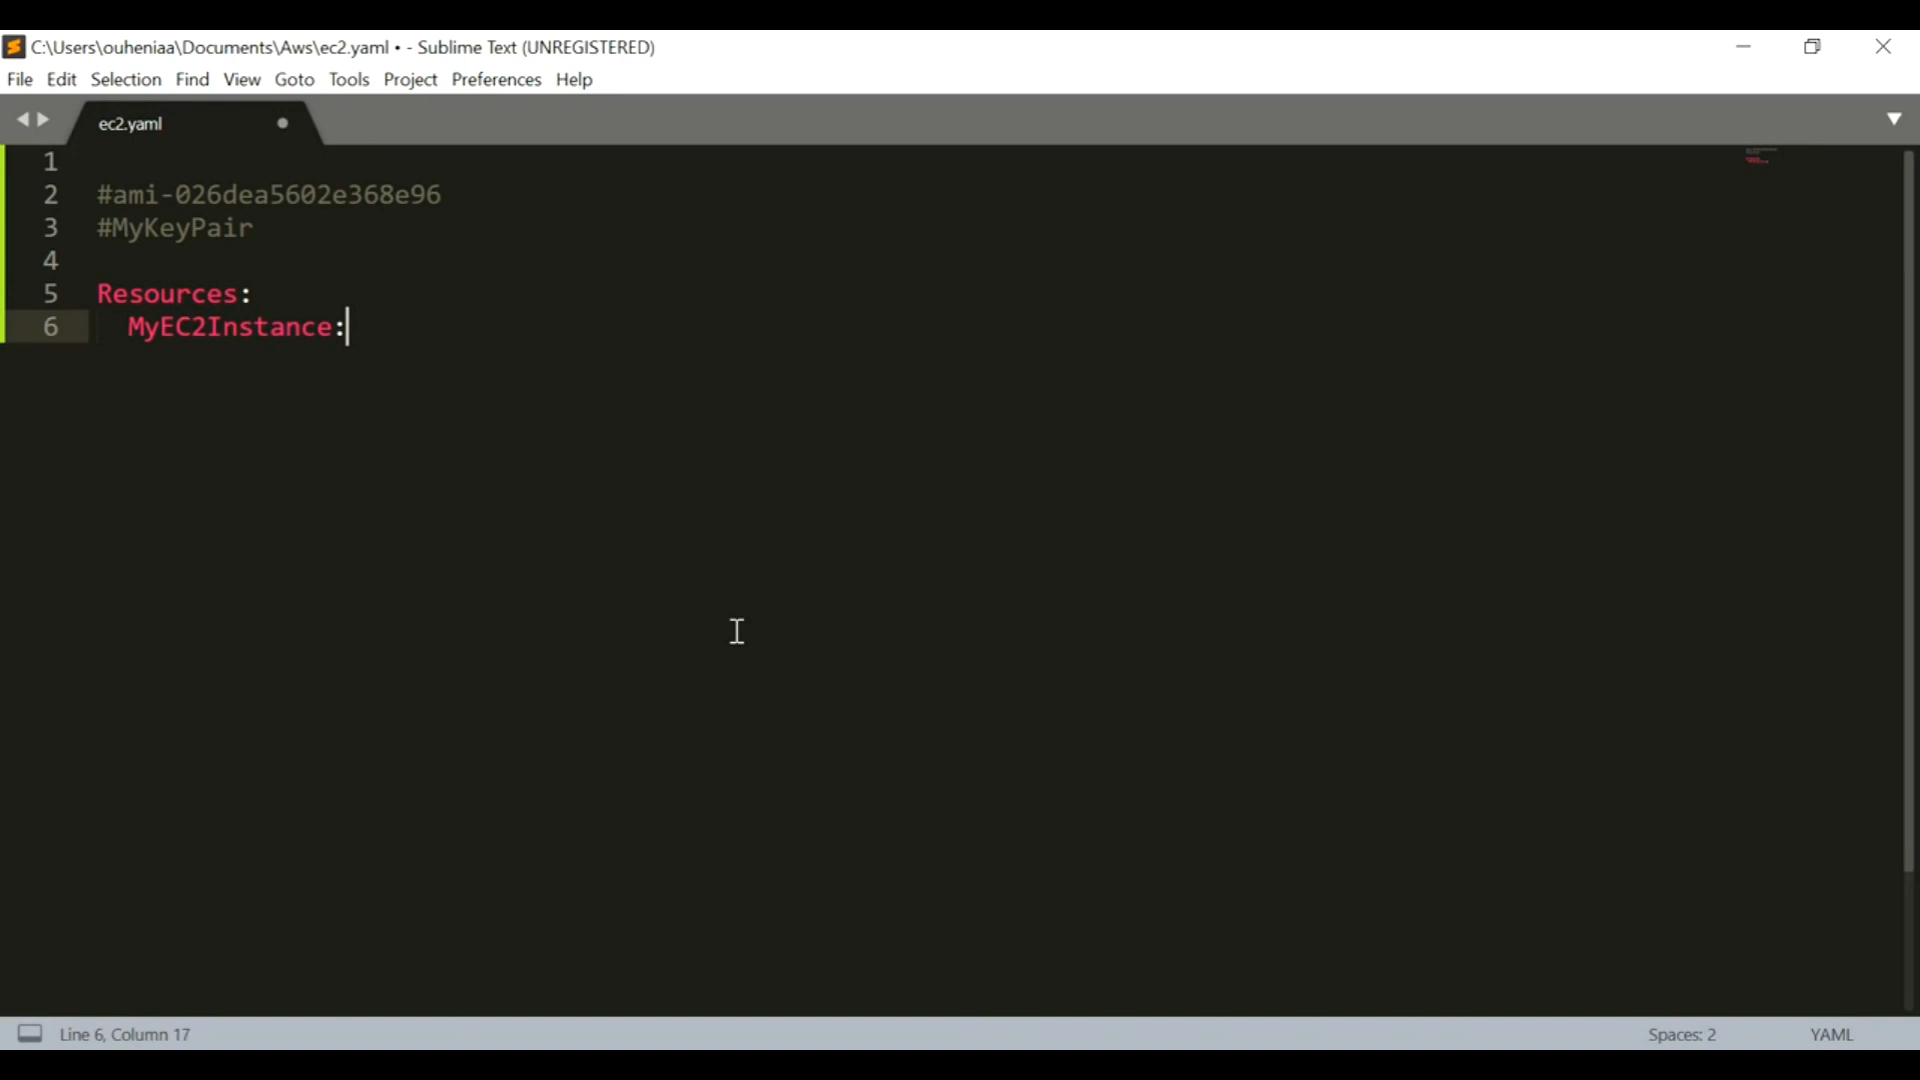 C:\Users\ouheniaa\Documents\Aws\ec2.yaml • - Sublime Text (UNREGISTERED)
File Edit Selection Find View Goto Tools Project Preferences Help
ec2.yaml
1
2 #ami-026dea5602e368e96
3 #MyKeyPair
4
5 Resources:
6 MyEC2Instance:
Line 6, Column 17 Spaces: 2 YAML